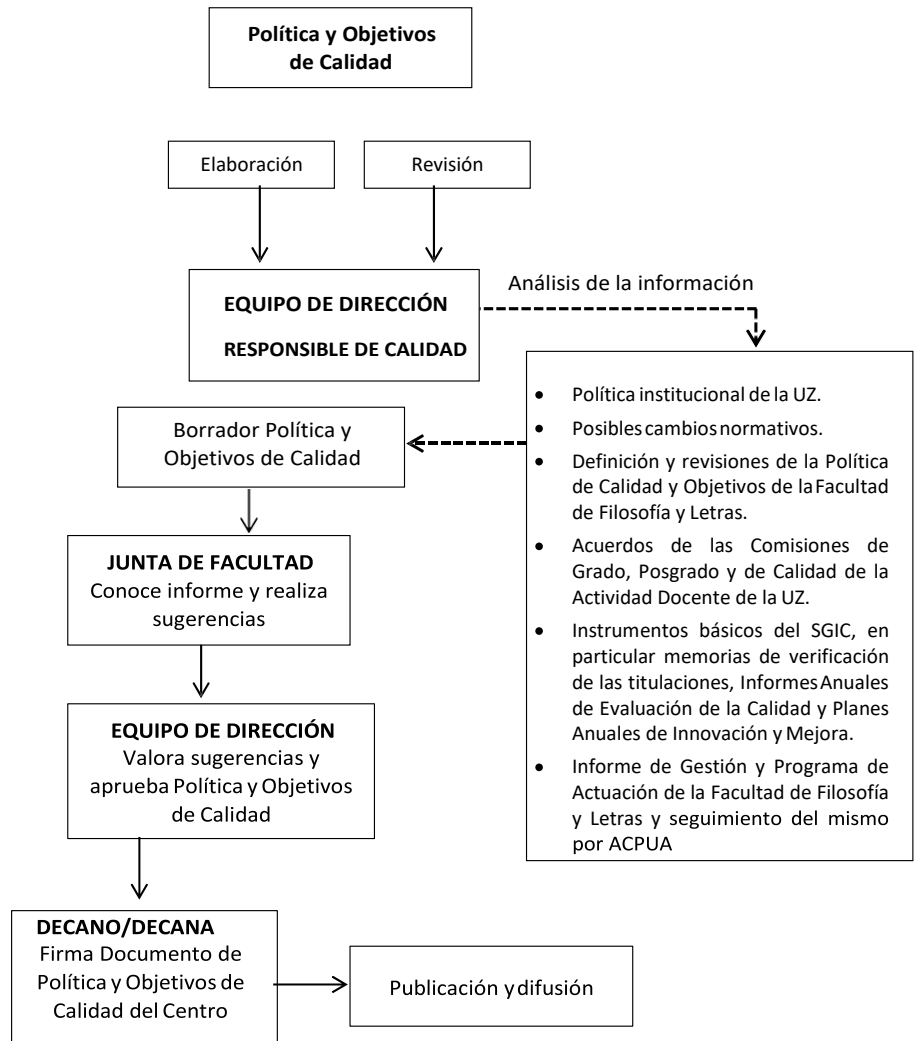 Política y Objetivos
de Calidad
Elaboración
Revisión
EQUIPO DE DIRECCIÓN
RESPONSIBLE DE CALIDAD
Análisis de la información
• Política institucional de la UZ.
• Posibles cambios normativos.
• Definición y revisiones de la Política
de Calidad y Objetivos de la Facultad
de Filosofía y Letras.
• Acuerdos de las Comisiones de
Grado, Posgrado y de Calidad de la
Actividad Docente de la UZ.
• Instrumentos básicos del SGIC, en
particular memorias de verificación
de las titulaciones, Informes Anuales
de Evaluación de la Calidad y Planes
Anuales de Innovación y Mejora.
• Informe de Gestión y Programa de
Actuación de la Facultad de Filosofía
y Letras y seguimiento del mismo
por ACPUA
Borrador Política y
Objetivos de Calidad
JUNTA DE FACULTAD
Conoce informe y realiza
sugerencias
EQUIPO DE DIRECCIÓN
Valora sugerencias y
aprueba Política y Objetivos
de Calidad
DECANO/DECANA
Firma Documento de
Política y Objetivos de
Calidad del Centro
Publicación y difusión